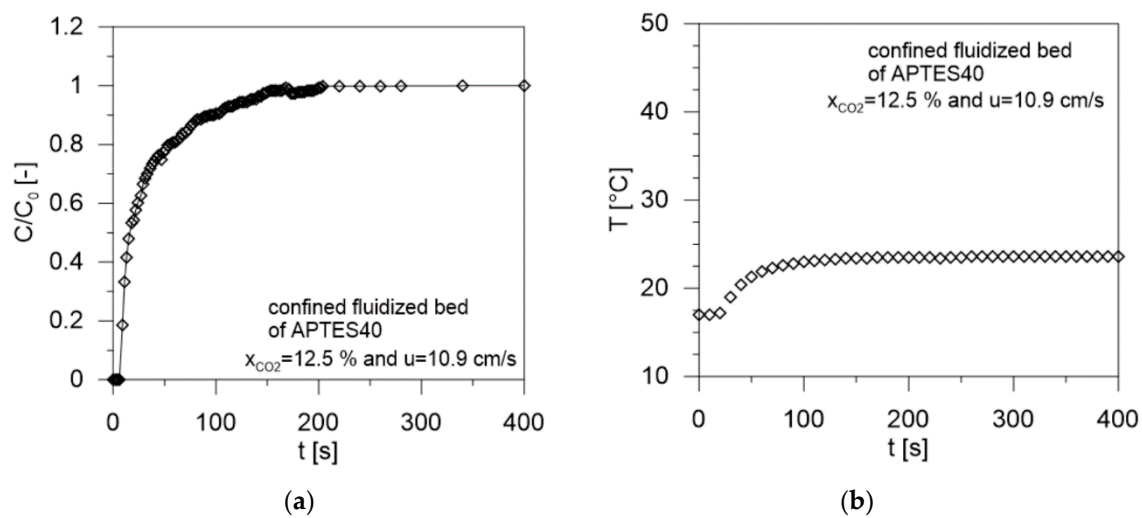 1.2
1
0.8
0.6
0.4
0.2
0
C/C₀ [-]
confined fluidized bed
of APTES40
xCO2=12.5 % and u=10.9 cm/s
0 100 200 300 400
t [s]
(a)
50
40
30
20
10
T [°C]
confined fluidized bed
of APTES40
xCO2=12.5 % and u=10.9 cm/s
0 100 200 300 400
t [s]
(b)